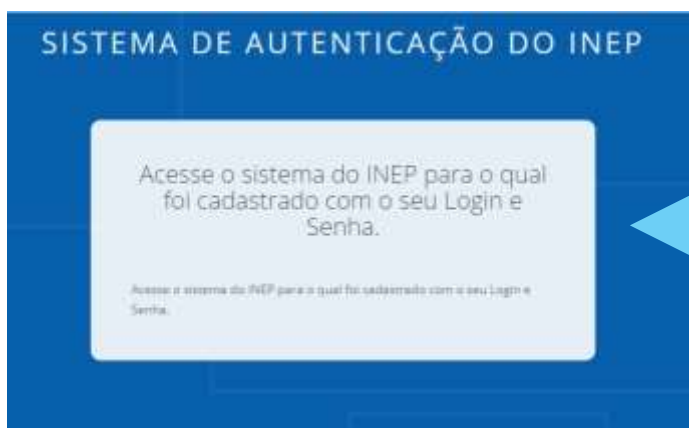 SISTEMA DE AUTENTICAÇÃO DO INEP
Acesse o sistema do INEP para o qual
foi cadastrado com o seu Login e
Senha.
Acesse o sistema do INEP para o qual foi cadastrado com o seu Login e
Senha.